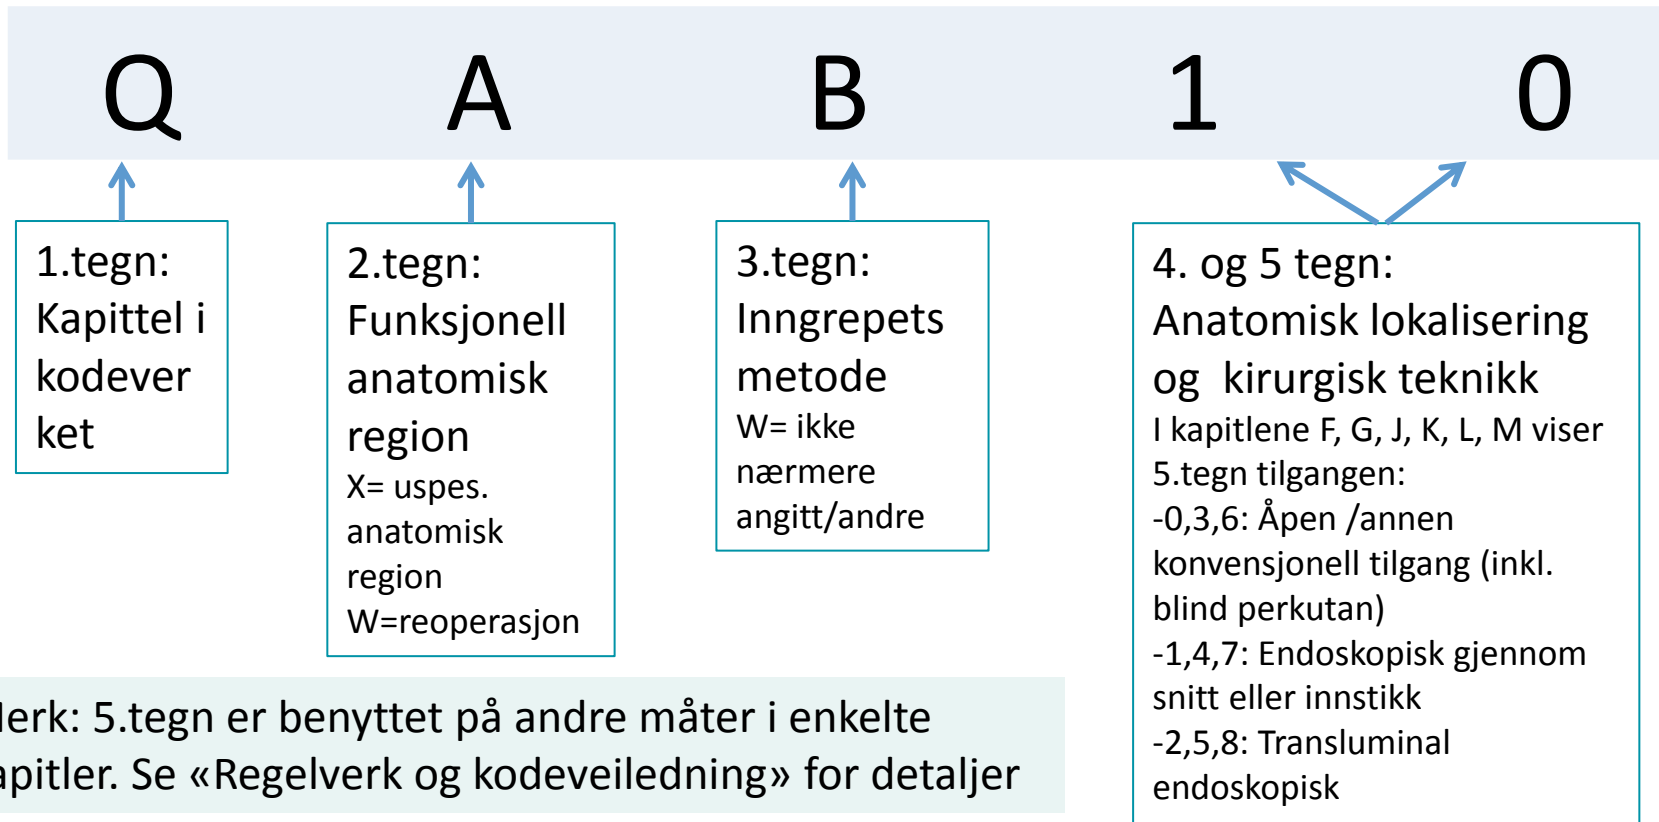 Q A B 1 0
1.tegn:
Kapittel i
kodever
ket
2.tegn:
Funksjonell
anatomisk
region
X= uspes.
anatomisk
region
W=reoperasjon
3.tegn:
Inngrepets
metode
W= ikke
nærmere
angitt/andre
4. og 5 tegn:
Anatomisk lokalisering
og kirurgisk teknikk
I kapitlene F, G, J, K, L, M viser
5.tegn tilgangen:
-0,3,6: Åpen /annen
konvensjonell tilgang (inkl.
blind perkutan)
-1,4,7: Endoskopisk gjennom
snitt eller innstikk
-2,5,8: Transluminal
endoskopisk
erk: 5.tegn er benyttet på andre måter i enkelte
apitler. Se «Regelverk og kodeveiledning» for detaljer